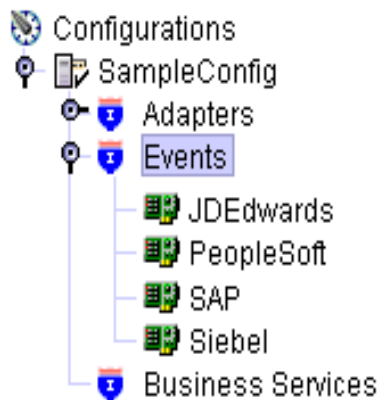 Configurations
SampleConfig
Adapters
Events
JDEdwards
PeopleSoft
SAP
Siebel
Business Services